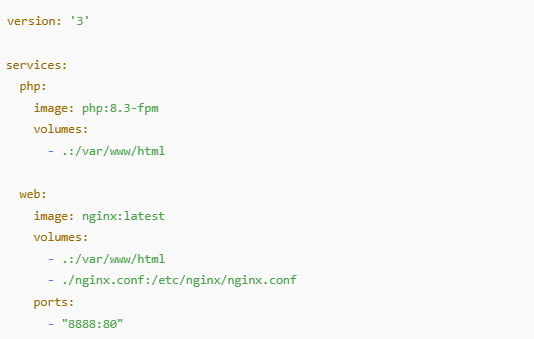 version: '3'
services:
php:
image: php:8.3-fpm
volumes:
- .:/var/www/html
web:
image: nginx:latest
volumes:
- .:/var/www/html
- ./nginx.conf:/etc/nginx/nginx.conf
ports:
- "8888:80"